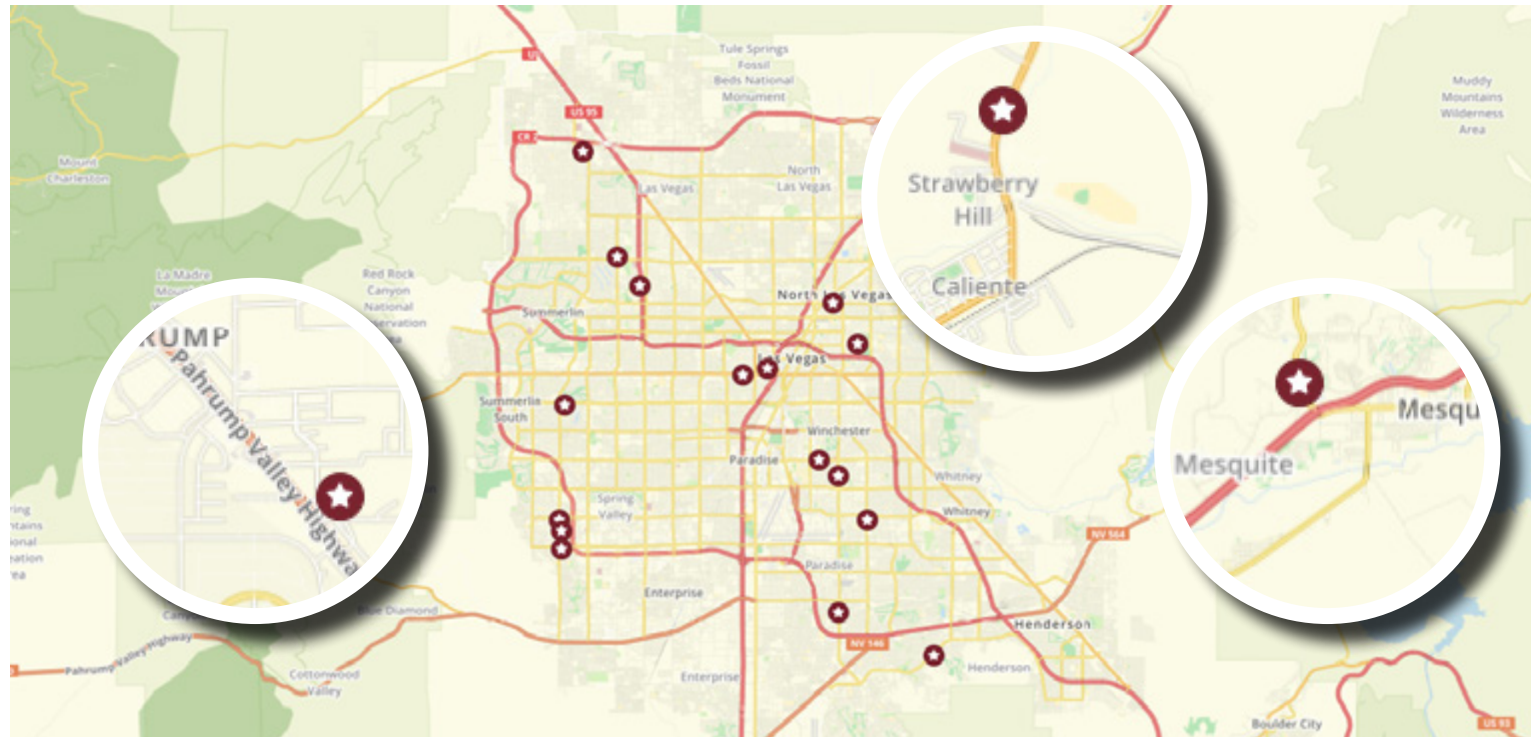 Tule Springs
Fossil
Beds National
Monument
US 95
Mount
Charleston
Las Vegas
North
Las Vegas
Muddy
Mountains
Wilderness
Area
Strawberry
Hill
Caliente
La Madre
Red Rock
Canyon
National
Summerlin
North Las Vegas
RUMP
Pahrump Valley Highwa
Las Vegas
Summerlin
South
Winchester
Paradise
Mesqu
Mesquite
Whitney
Spring
Valley
Whitney
NV 564
Paradise
Enterprise
Blue Diamond
Henderson
NV 146
Pahrump Valley Highway
Cottonwood
Valley
Enterprise
Henderson
Boulder City
US 93